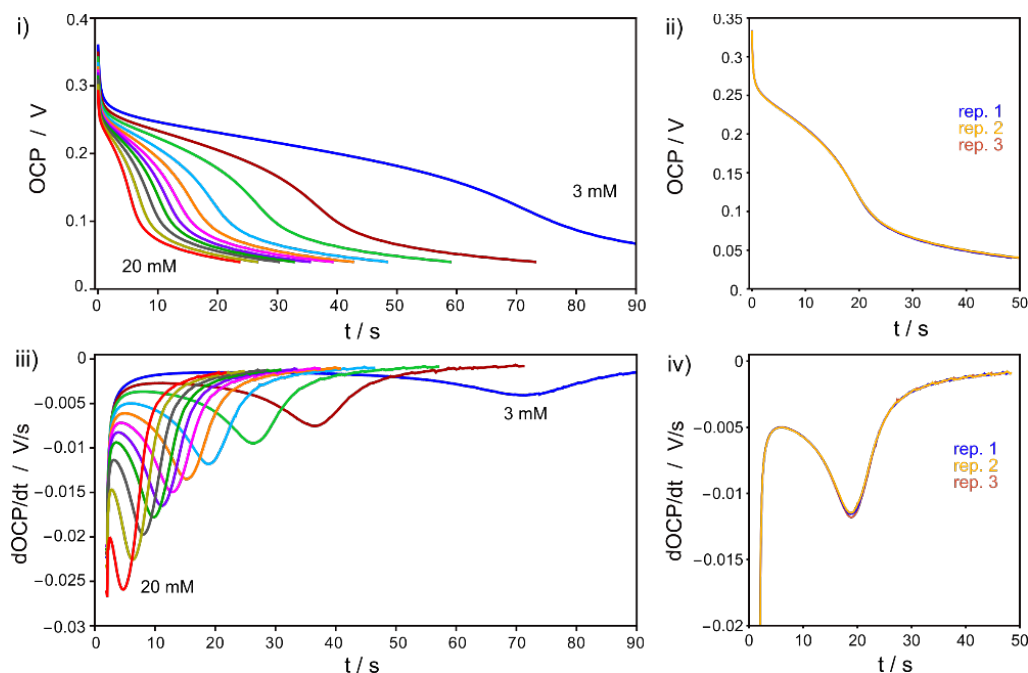 i)
0.4
0.3
0.2
0.1
0.
OCP / V
3 mM
20 mM
0 10 20 30 40 50 60 70 80 90
t / s
ii)
0.35
0.3
0.25
0.20
0.15
0.10
0.05
0.
OCP / V
rep. 1
rep. 2
rep. 3
0 10 20 30 40 50
t / s
iii)
0
−0.005
−0.010
−0.015
−0.020
−0.025
−0.03
dOCP/dt / V/s
3 mM
20 mM
0 10 20 30 40 50 60 70 80 90
t / s
iv)
0
−0.005
−0.01
−0.01
−0.02
dOCP/dt / V/s
rep. 1
rep. 2
rep. 3
0 10 20 30 40 50
t / s